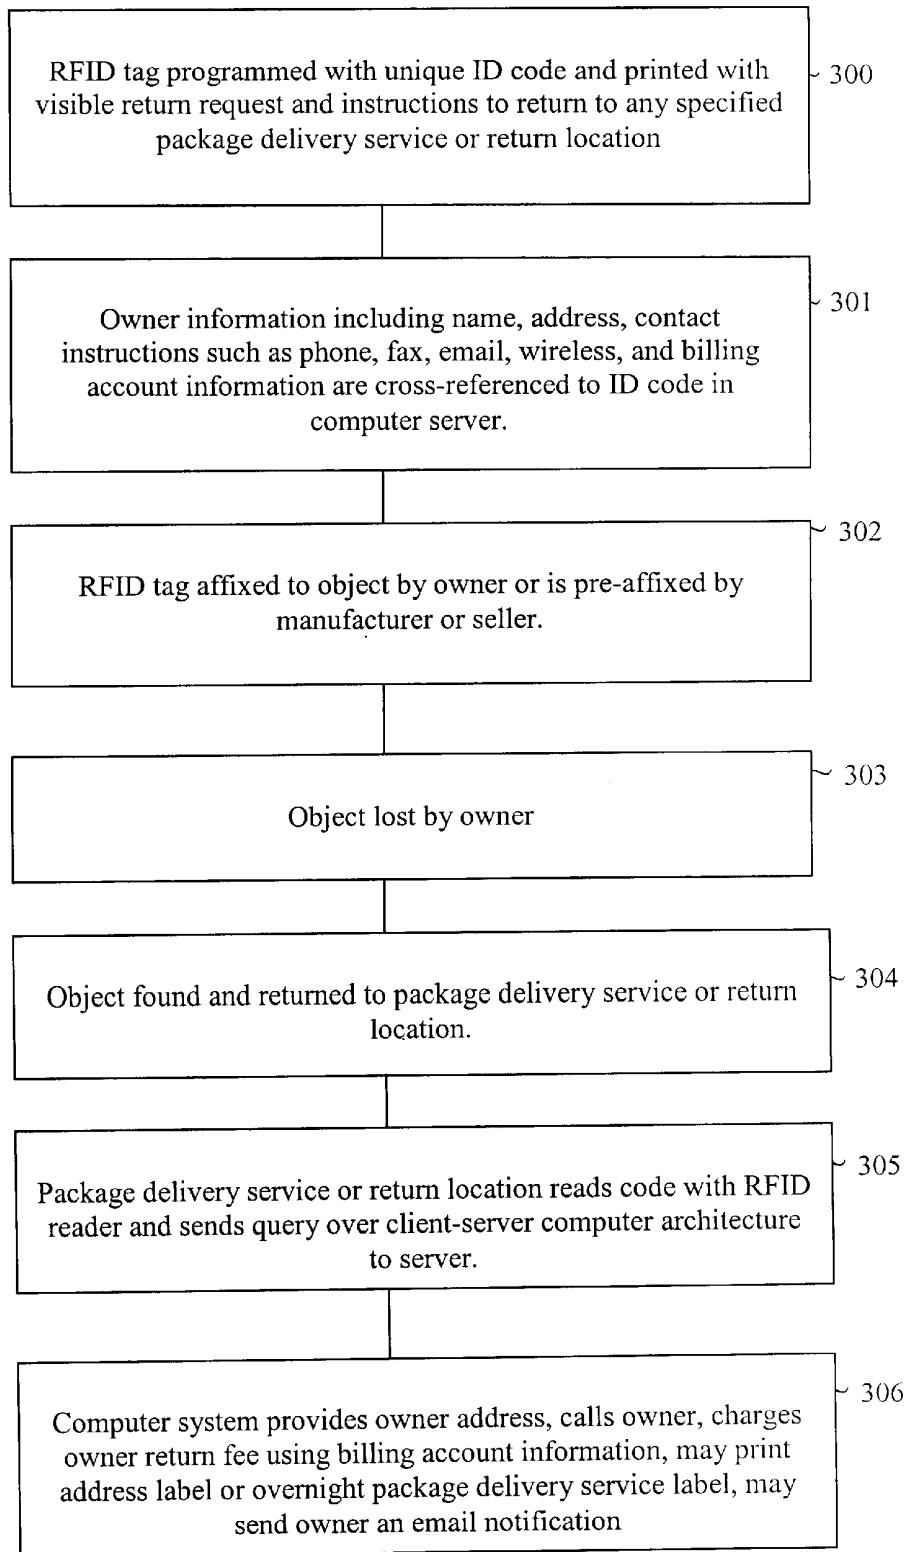 RFID tag programmed with unique ID code and printed with
visible return request and instructions to return to any specified
package delivery service or return location
300
Owner information including name, address, contact
instructions such as phone, fax, email, wireless, and billing
account information are cross-referenced to ID code in
computer server.
301
RFID tag affixed to object by owner or is pre-affixed by
manufacturer or seller.
302
Object lost by owner
303
Object found and returned to package delivery service or return
location.
304
Package delivery service or return location reads code with RFID
reader and sends query over client-server computer architecture
to server.
305
Computer system provides owner address, calls owner, charges
owner return fee using billing account information, may print
address label or overnight package delivery service label, may
send owner an email notification
306